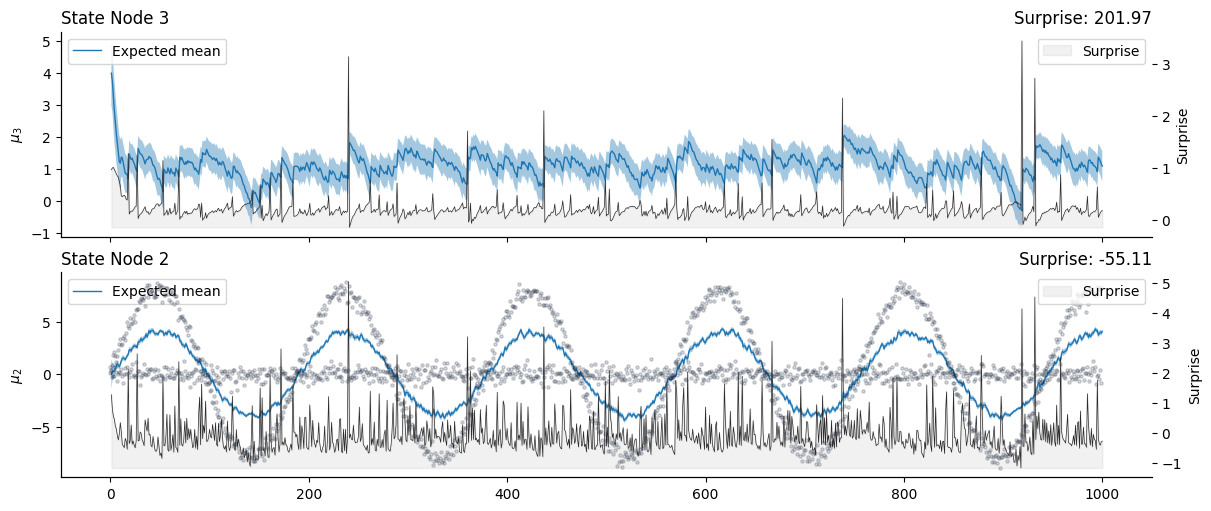 State Node 3
Surprise: 201.97
Expected mean
Surprise
5
4
3
2
1
0
−1
μ3
3
2
1
0
Surprise
State Node 2
Surprise: -55.11
Expected mean
Surprise
5
0
−5
μ2
5
4
3
2
1
0
−1
Surprise
0
200
400
600
800
1000